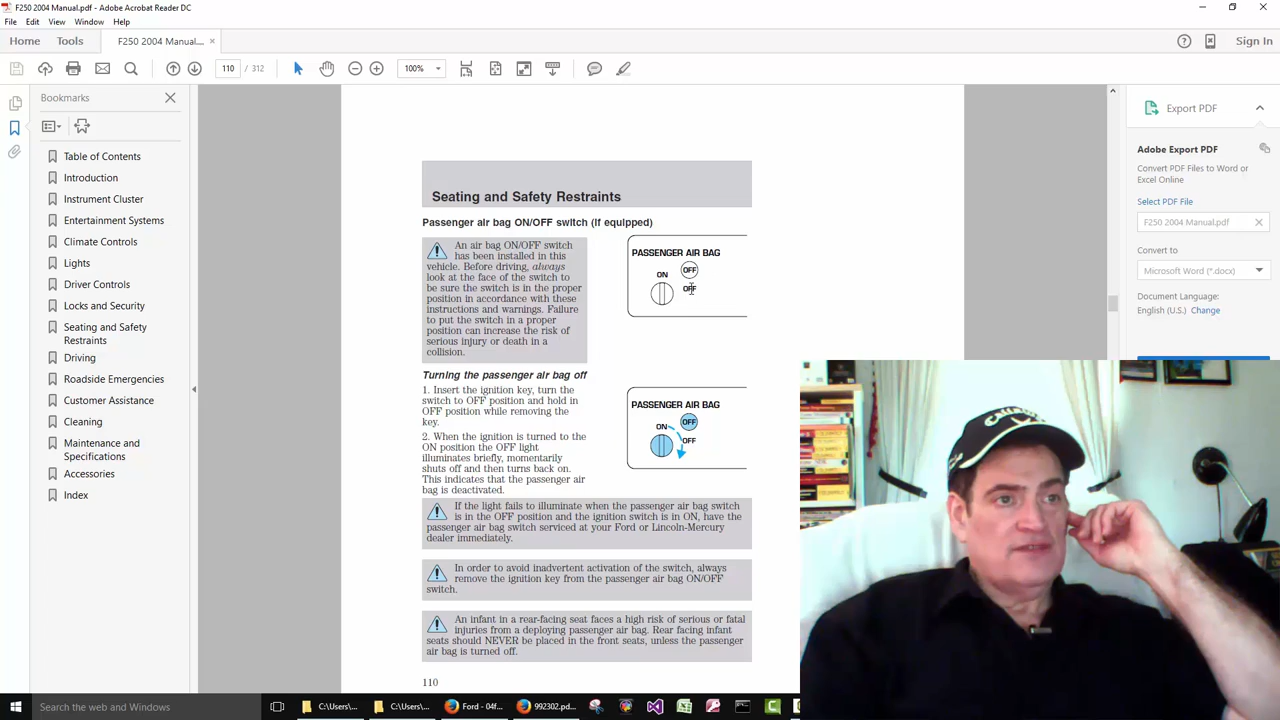 F250 2004 Manual.pdf - Adobe Acrobat Reader DC
File Edit View Window Help
Home Tools F250 2004 Manual.... × Sign In
110 / 312 100%
Bookmarks
Table of Contents
Introduction
Instrument Cluster
Entertainment Systems
Climate Controls
Lights
Driver Controls
Locks and Security
Seating and Safety
Restraints
Driving
Roadside Emergencies
Customer Assistance
Cleaning
Maintenance and
Specifications
Accessories
Index
Seating and Safety Restraints
Passenger air bag ON/OFF switch (if equipped)
An air bag ON/OFF switch
has been installed in this
vehicle. Before driving, always
look at the face of the switch to
be sure the switch is in the proper
position in accordance with these
instructions and warnings. Failure
to put the switch in a proper
position can increase the risk of
serious injury or death in a
collision.
PASSENGER AIR BAG
OFF
ON
OFF
Turning the passenger air bag off
1. Insert the ignition key, turn the
switch to OFF position and hold in
OFF position while removing the
key.
2. When the ignition is turned to the
ON position the OFF light
illuminates briefly, momentarily
shuts off and then turns back on.
This indicates that the passenger air
bag is deactivated.
PASSENGER AIR BAG
OFF
ON
OFF
If the light fails to illuminate when the passenger air bag switch
is in the OFF position and the ignition switch is in ON, have the
passenger air bag switch serviced at your Ford or Lincoln-Mercury
dealer immediately.
In order to avoid inadvertent activation of the switch, always
remove the ignition key from the passenger air bag ON/OFF
switch.
An infant in a rear-facing seat faces a high risk of serious or fatal
injuries from a deploying passenger air bag. Rear facing infant
seats should NEVER be placed in the front seats, unless the passenger
air bag is turned off.
110
Export PDF
Adobe Export PDF
Convert PDF Files to Word or
Excel Online
Select PDF File
F250 2004 Manual.pdf
Convert to
Microsoft Word (*.docx)
Document Language:
English (U.S.) Change
Search the web and Windows
C:\Users\... C:\Users\... Ford - 04f... 992302.pd...